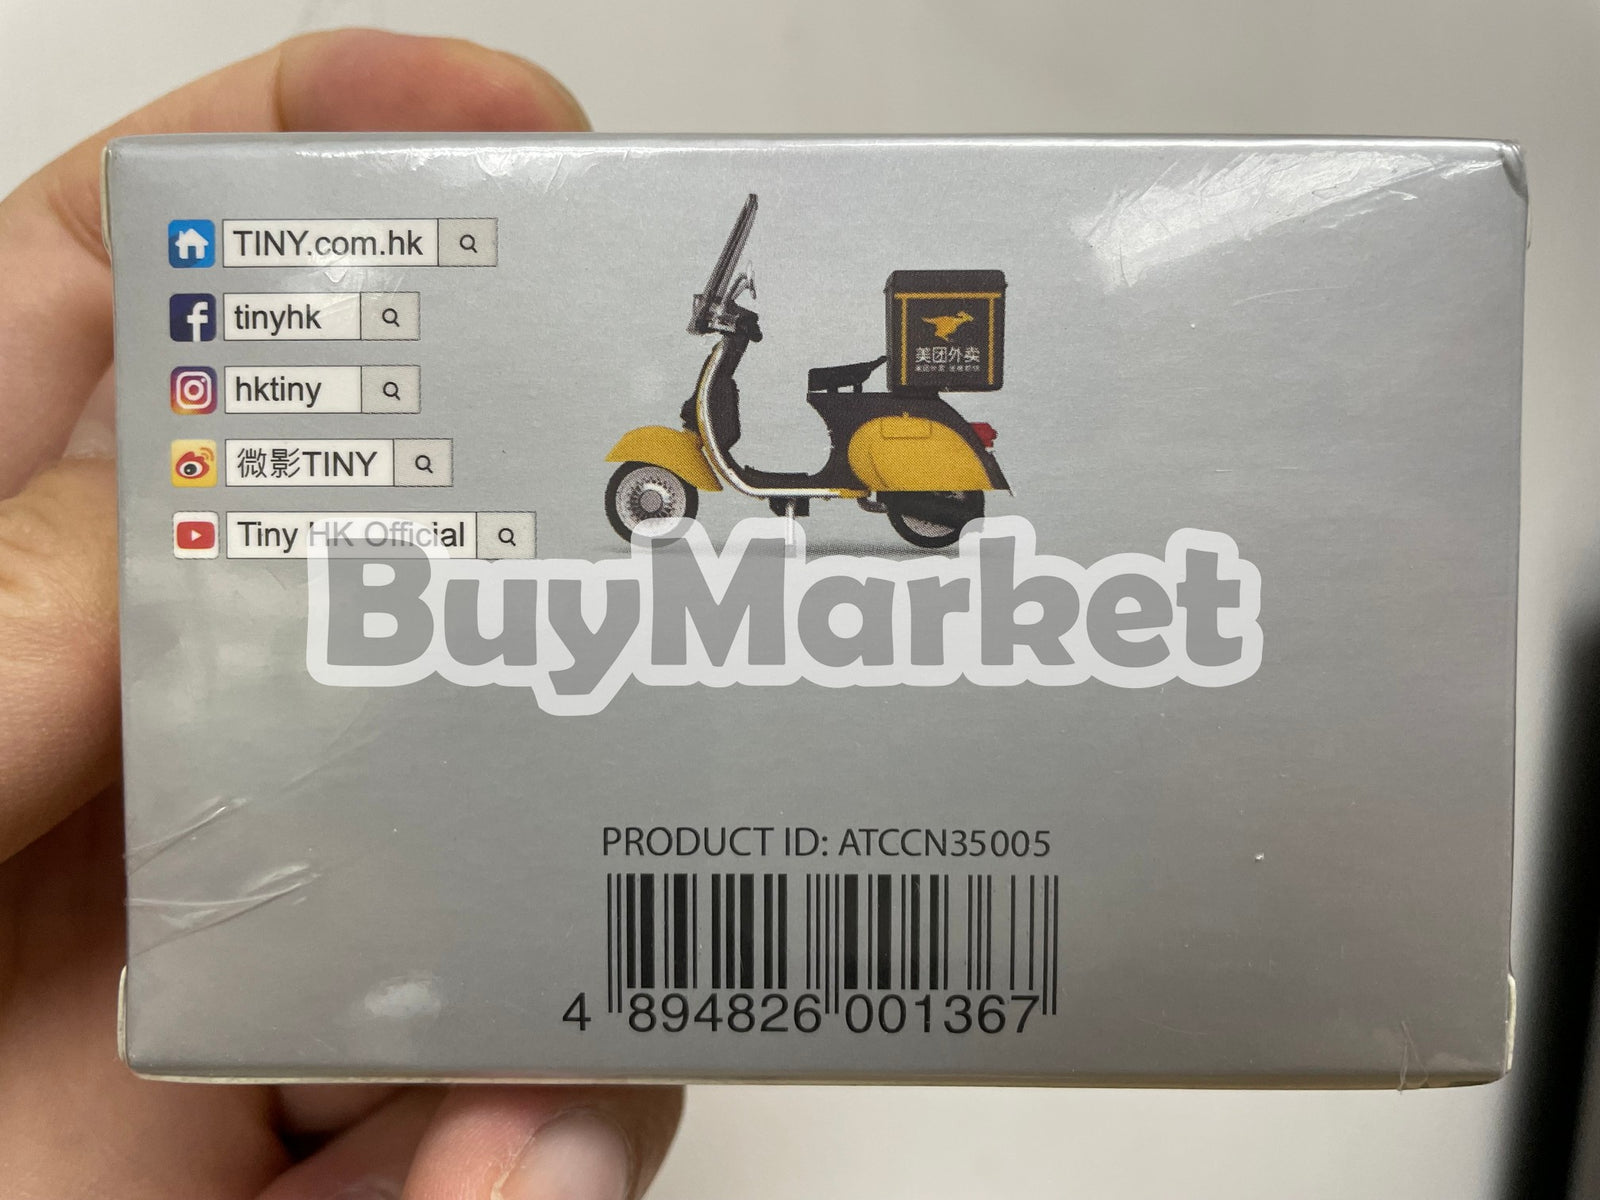 TINY.com.hk
tinyhk
hktiny
微影TINY
Tiny HK Official
美团外卖
BuyMarket
PRODUCT ID: ATCCN35005
4 894826 001367